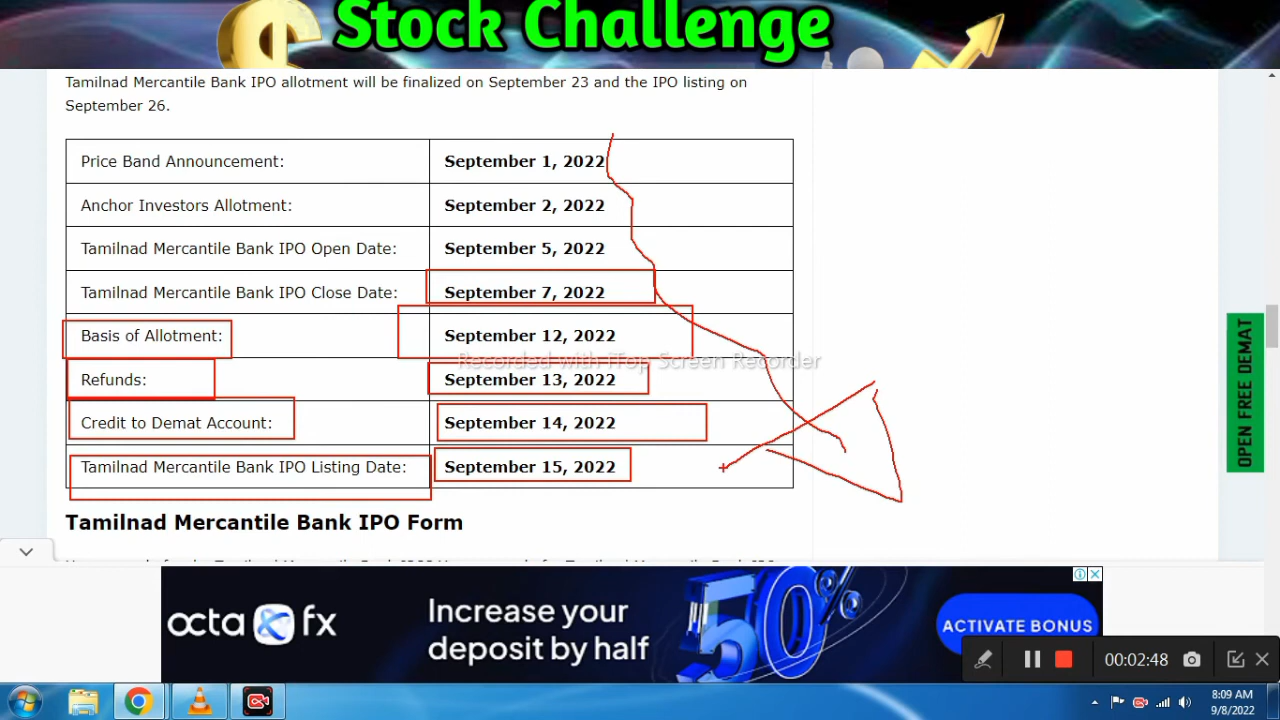 Stock Challenge
Tamilnad Mercantile Bank IPO allotment will be finalized on September 23 and the IPO listing on
September 26.
Price Band Announcement: September 1, 2022
Anchor Investors Allotment: September 2, 2022
Tamilnad Mercantile Bank IPO Open Date: September 5, 2022
Tamilnad Mercantile Bank IPO Close Date: September 7, 2022
Basis of Allotment: September 12, 2022
Recorded with iTop Screen Recorder
Refunds: September 13, 2022
Credit to Demat Account: September 14, 2022
Tamilnad Mercantile Bank IPO Listing Date: September 15, 2022
OPEN FREE DEMAT
Tamilnad Mercantile Bank IPO Form
octa fx
Increase your
deposit by half
50%
ACTIVATE BONUS
00:02:48
8:09 AM
9/8/2022